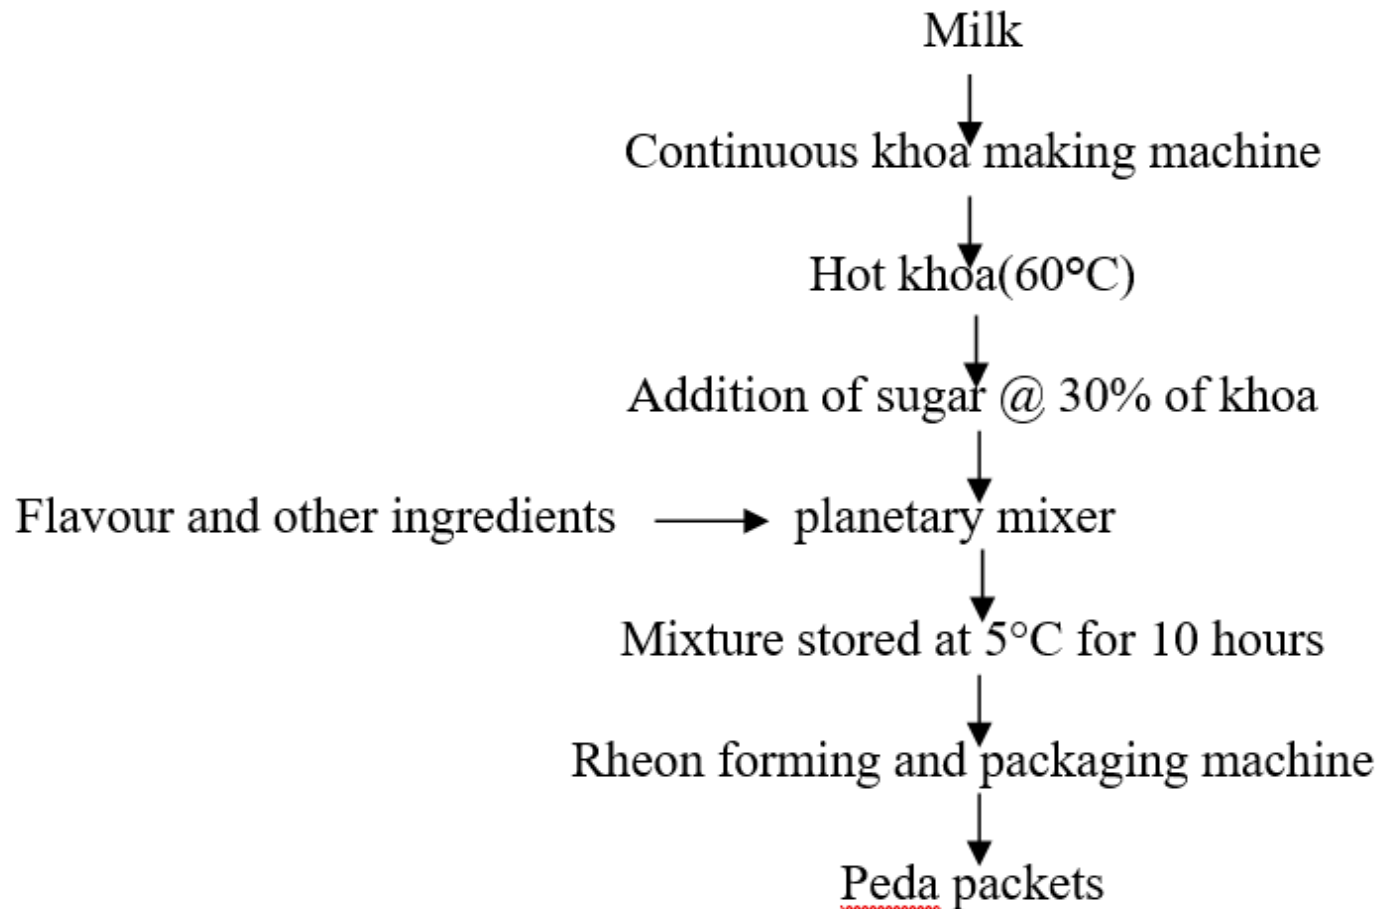 Milk
Continuous khoa making machine
Hot khoa(60°C)
Addition of sugar @ 30% of khoa
Flavour and other ingredients planetary mixer
Mixture stored at 5°C for 10 hours
Rheon forming and packaging machine
Peda packets